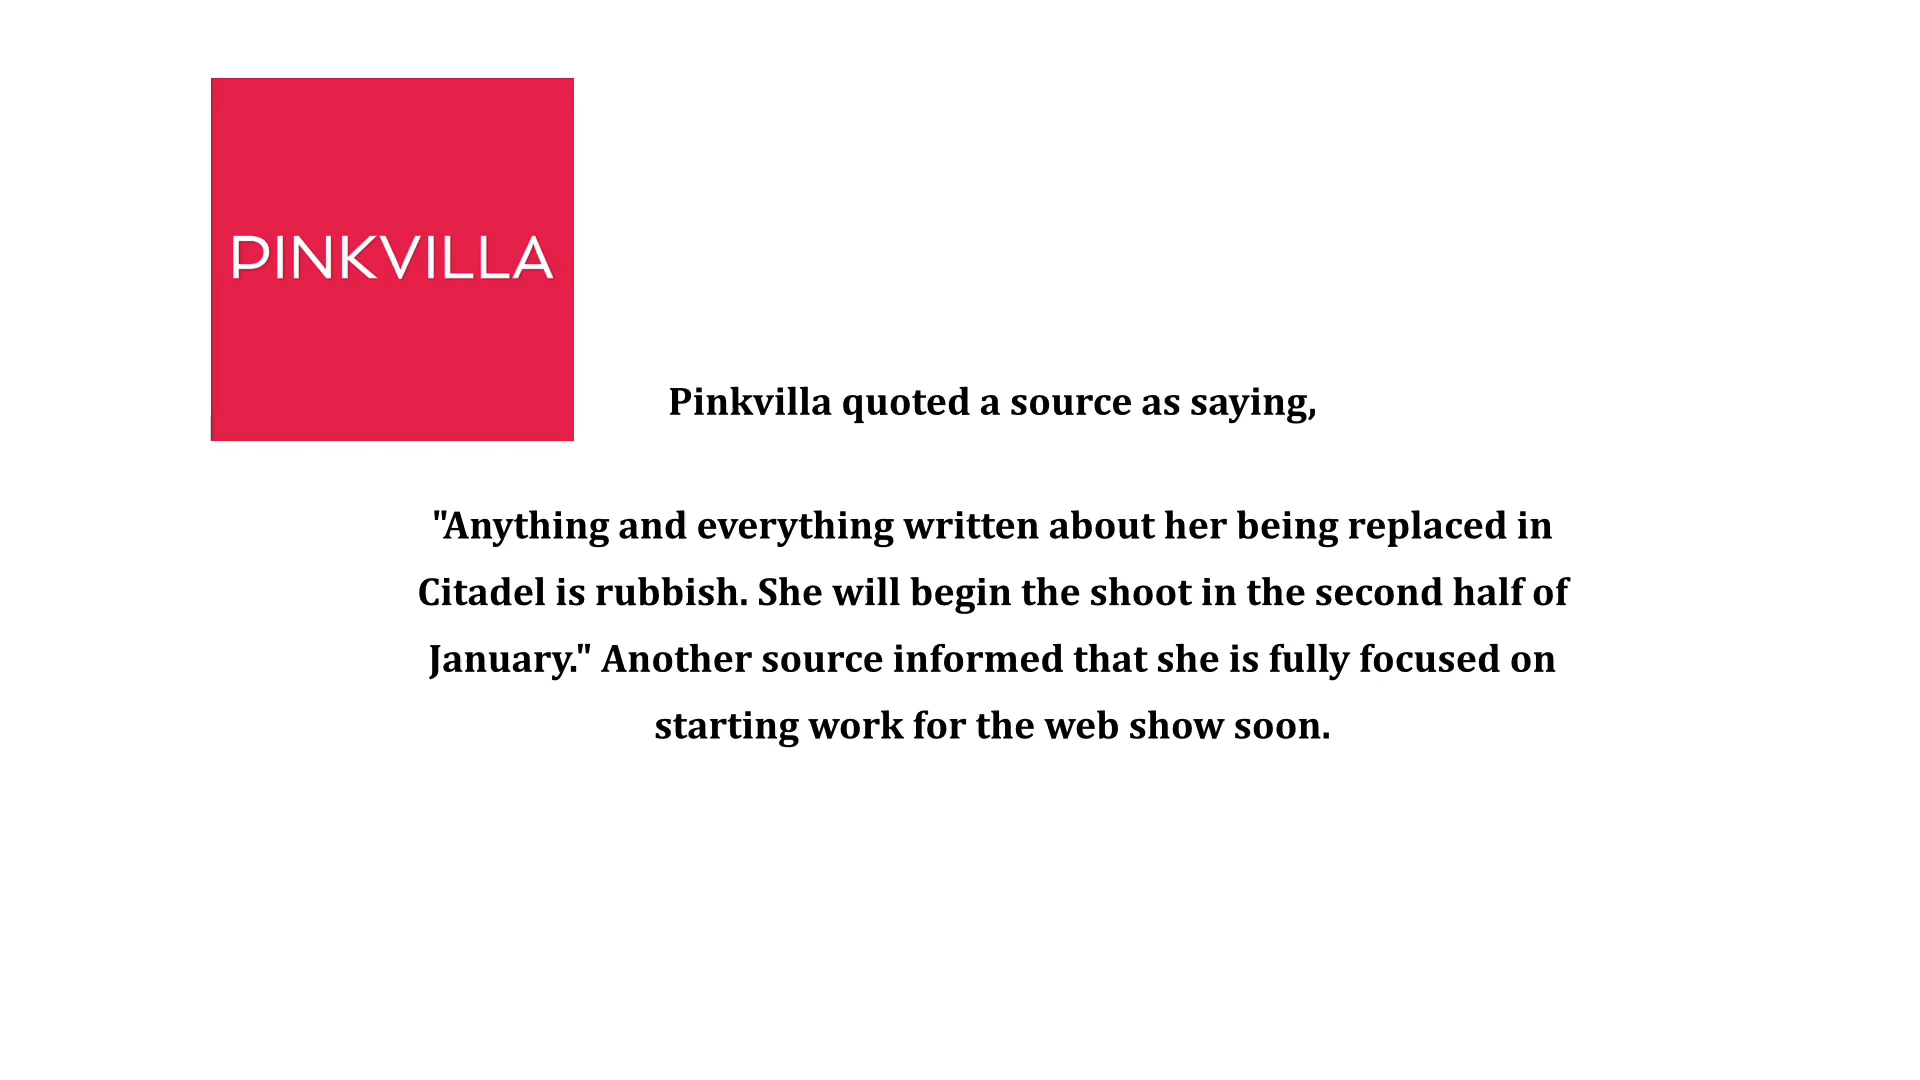 PINKVILLA
Pinkvilla quoted a source as saying,
"Anything and everything written about her being replaced in
Citadel is rubbish. She will begin the shoot in the second half of
January." Another source informed that she is fully focused on
starting work for the web show soon.